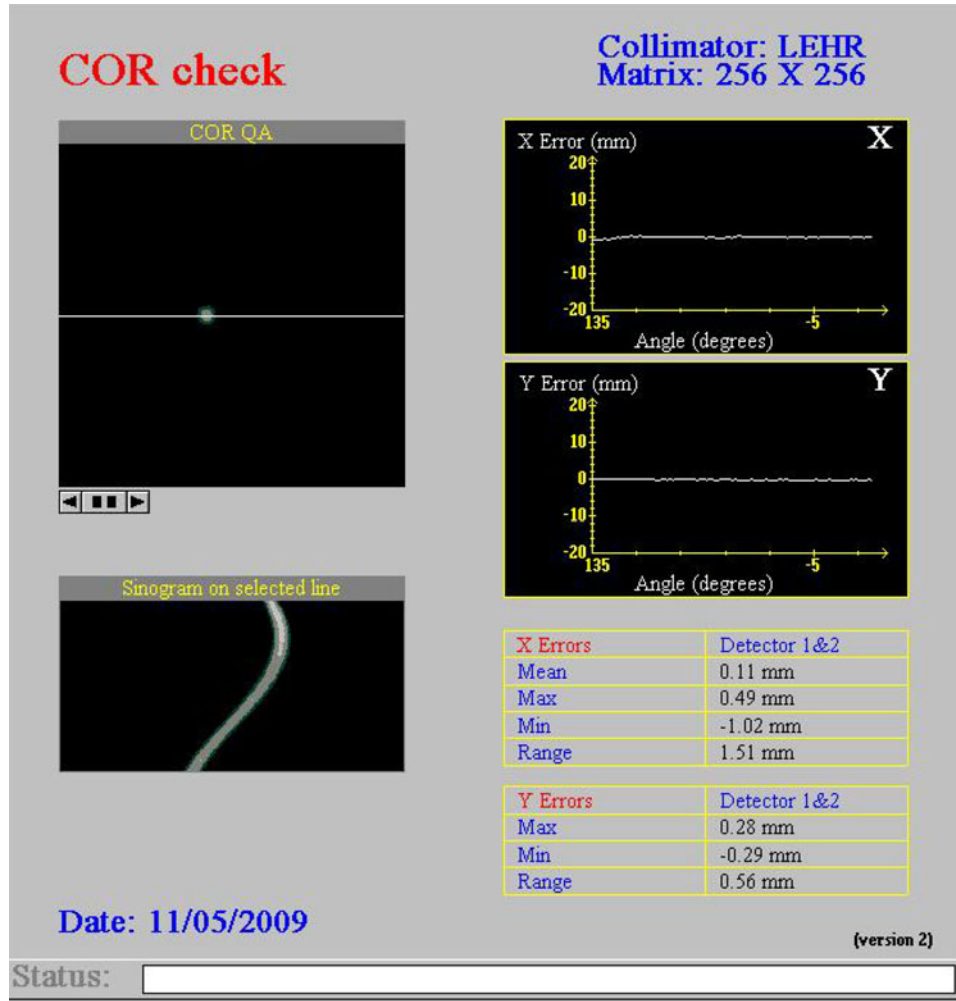 COR check
Collimator: LEHR
Matrix: 256 X 256
COR QA
X Error (mm)
X
20
10
0
-10
-20
135
-5
Angle (degrees)
Y Error (mm)
Y
20
10
0
-10
-20
135
-5
Angle (degrees)
Sinogram on selected line
X Errors Detector 1&2
Mean 0.11 mm
Max 0.49 mm
Min -1.02 mm
Range 1.51 mm
Y Errors Detector 1&2
Max 0.28 mm
Min -0.29 mm
Range 0.56 mm
Date: 11/05/2009
(version 2)
Status: